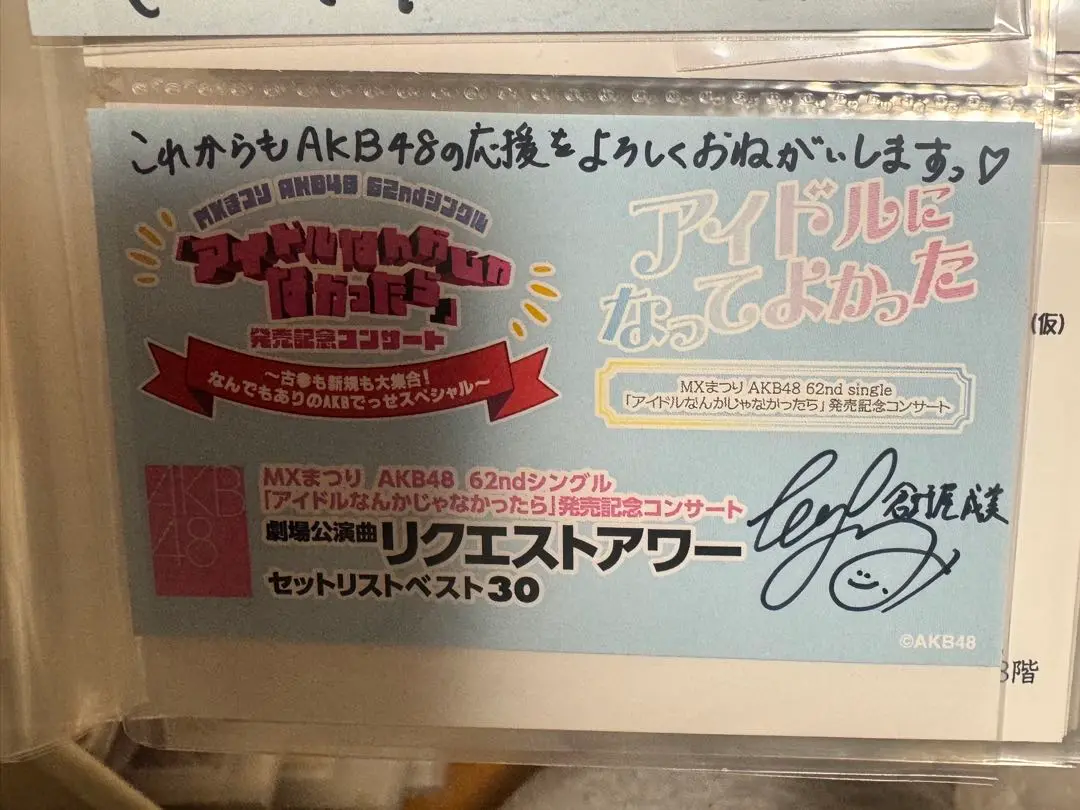 これからもAKB48の応援をよろしくおねがいしますっ♡
MXまつり AKB48 62ndシングル
「アイドルなんかじゃ
なかったら」
発売記念コンサート
〜古参も新規も大集合!
なんでもありのAKBでっせスペシャル〜
アイドルに
なってよかった
MXまつり AKB48 62nd single
「アイドルなんかじゃなかったら」発売記念コンサート
AKB
48
MXまつり AKB48 62ndシングル
「アイドルなんかじゃなかったら」発売記念コンサート
劇場公演曲リクエストアワー
セットリストベスト30
©AKB48
(仮)
階